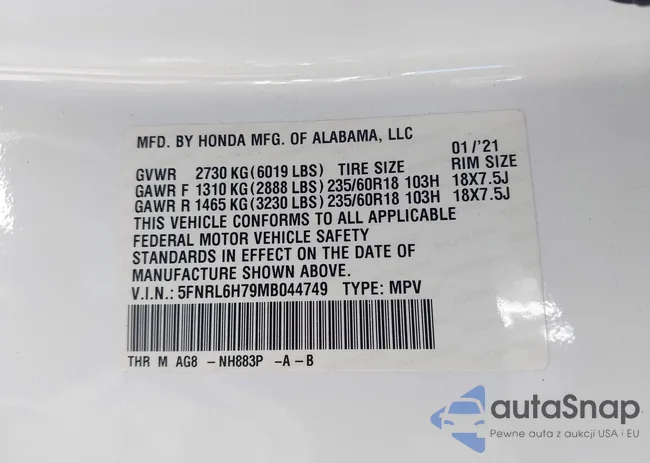 MFD. BY HONDA MFG. OF ALABAMA, LLC 01/'21
GVWR 2730 KG(6019 LBS) TIRE SIZE RIM SIZE
GAWR F 1310 KG(2888 LBS)235/60R18 103H 18X7.5J
GAWR R 1465 KG(3230 LBS)235/60R18 103H 18X7.5J
THIS VEHICLE CONFORMS TO ALL APPLICABLE
FEDERAL MOTOR VEHICLE SAFETY
STANDARDS IN EFFECT ON THE DATE OF
MANUFACTURE SHOWN ABOVE.
V.I.N.: 5FNRL6H79MB044749 TYPE: MPV
THR M AG8 - NH883P -A-B
autaSnap
Pewne auta z aukcji USA i EU